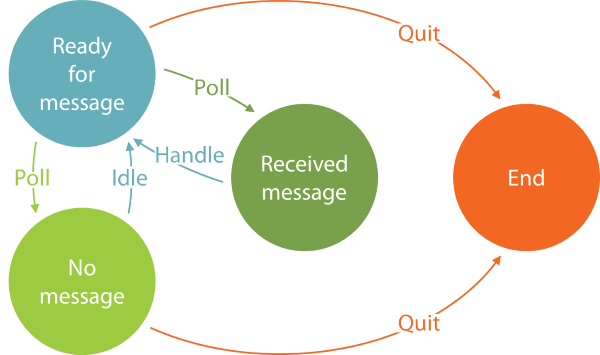 Ready
for
message
Quit
Poll
Handle
Received
message
End
Poll
Idle
No
message
Quit